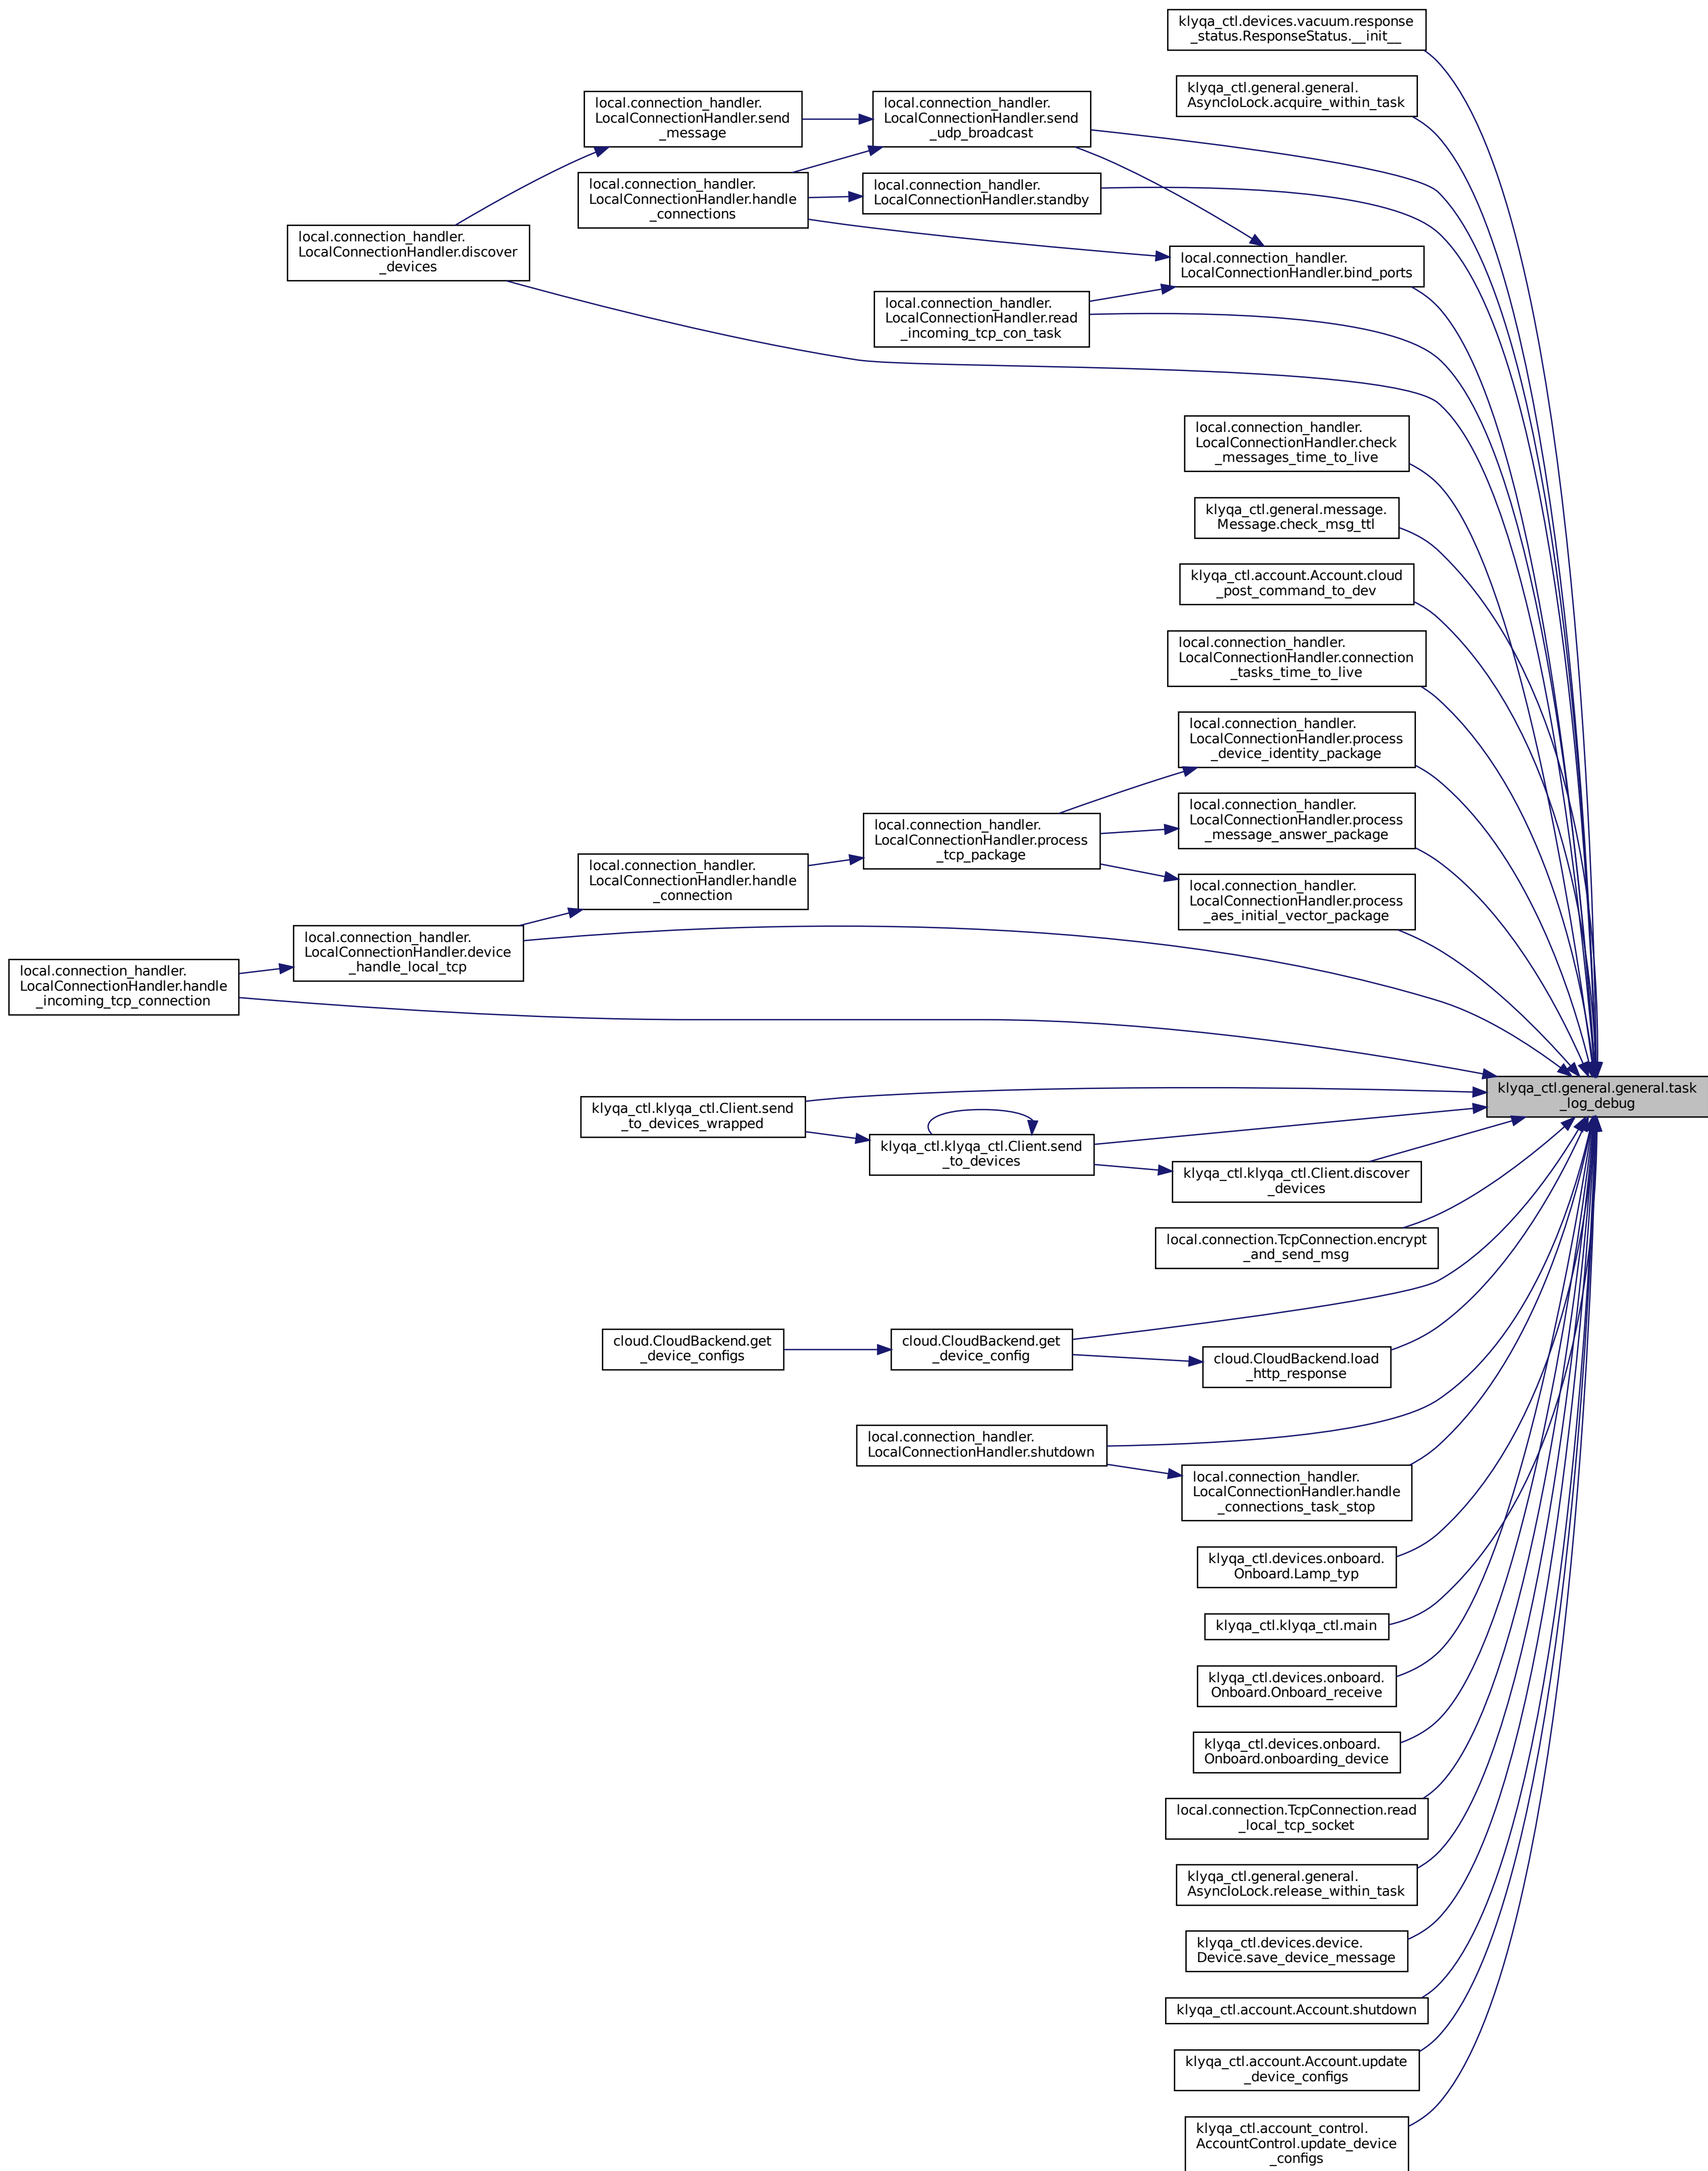 klyqa_ctl.devices.vacuum.response
_status.ResponseStatus.__init__
klyqa_ctl.general.general.
AsyncIoLock.acquire_within_task
local.connection_handler.
LocalConnectionHandler.send
_message
local.connection_handler.
LocalConnectionHandler.send
_udp_broadcast
local.connection_handler.
LocalConnectionHandler.handle
_connections
local.connection_handler.
LocalConnectionHandler.standby
local.connection_handler.
LocalConnectionHandler.discover
_devices
local.connection_handler.
LocalConnectionHandler.bind_ports
local.connection_handler.
LocalConnectionHandler.read
_incoming_tcp_con_task
local.connection_handler.
LocalConnectionHandler.check
_messages_time_to_live
klyqa_ctl.general.message.
Message.check_msg_ttl
klyqa_ctl.account.Account.cloud
_post_command_to_dev
local.connection_handler.
LocalConnectionHandler.connection
_tasks_time_to_live
local.connection_handler.
LocalConnectionHandler.process
_device_identity_package
local.connection_handler.
LocalConnectionHandler.process
_message_answer_package
local.connection_handler.
LocalConnectionHandler.process
_tcp_package
local.connection_handler.
LocalConnectionHandler.handle
_connection
local.connection_handler.
LocalConnectionHandler.process
_aes_initial_vector_package
local.connection_handler.
LocalConnectionHandler.device
_handle_local_tcp
local.connection_handler.
LocalConnectionHandler.handle
_incoming_tcp_connection
klyqa_ctl.general.general.task
_log_debug
klyqa_ctl.klyqa_ctl.Client.send
_to_devices_wrapped
klyqa_ctl.klyqa_ctl.Client.send
_to_devices
klyqa_ctl.klyqa_ctl.Client.discover
_devices
local.connection.TcpConnection.encrypt
_and_send_msg
cloud.CloudBackend.get
_device_configs
cloud.CloudBackend.get
_device_config
cloud.CloudBackend.load
_http_response
local.connection_handler.
LocalConnectionHandler.shutdown
local.connection_handler.
LocalConnectionHandler.handle
_connections_task_stop
klyqa_ctl.devices.onboard.
Onboard.Lamp_typ
klyqa_ctl.klyqa_ctl.main
klyqa_ctl.devices.onboard.
Onboard.Onboard_receive
klyqa_ctl.devices.onboard.
Onboard.onboarding_device
local.connection.TcpConnection.read
_local_tcp_socket
klyqa_ctl.general.general.
AsyncIoLock.release_within_task
klyqa_ctl.devices.device.
Device.save_device_message
klyqa_ctl.account.Account.shutdown
klyqa_ctl.account.Account.update
_device_configs
klyqa_ctl.account_control.
AccountControl.update_device
_configs